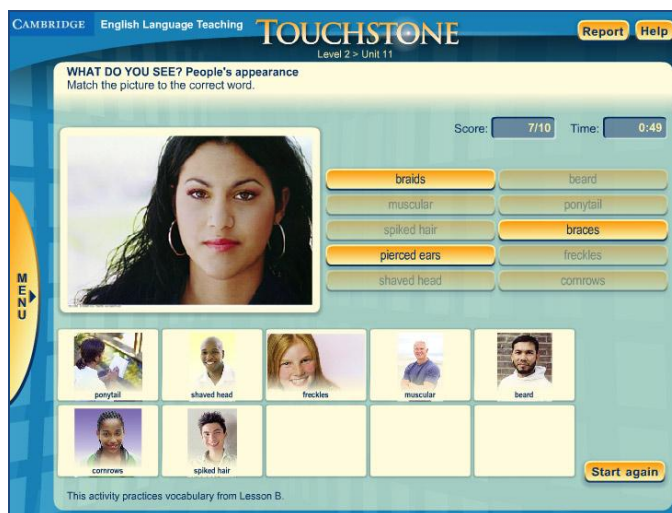 CAMBRIDGE English Language Teaching
TOUCHSTONE
Level 2 > Unit 11
Report Help
WHAT DO YOU SEE? People's appearance
Match the picture to the correct word.
Score: 7/10 Time: 0:49
braids beard
muscular ponytail
spiked hair braces
pierced ears freckles
shaved head cornrows
MENU
ponytail shaved head freckles muscular beard
cornrows spiked hair
Start again
This activity practices vocabulary from Lesson B.